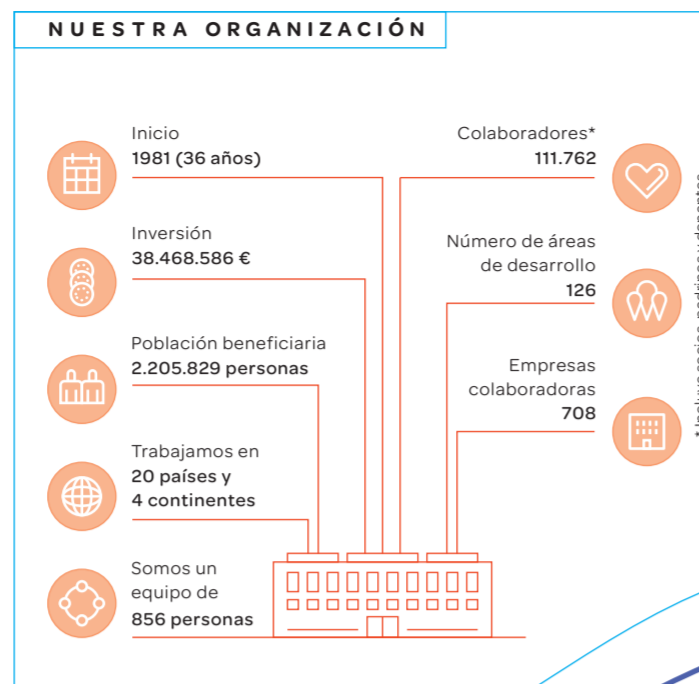 NUESTRA ORGANIZACIÓN
Inicio
1981 (36 años)
Inversión
38.468.586 €
Población beneficiaria
2.205.829 personas
Trabajamos en
20 países y
4 continentes
Somos un
equipo de
856 personas
Colaboradores*
111.762
Número de áreas
de desarrollo
126
Empresas
colaboradoras
708